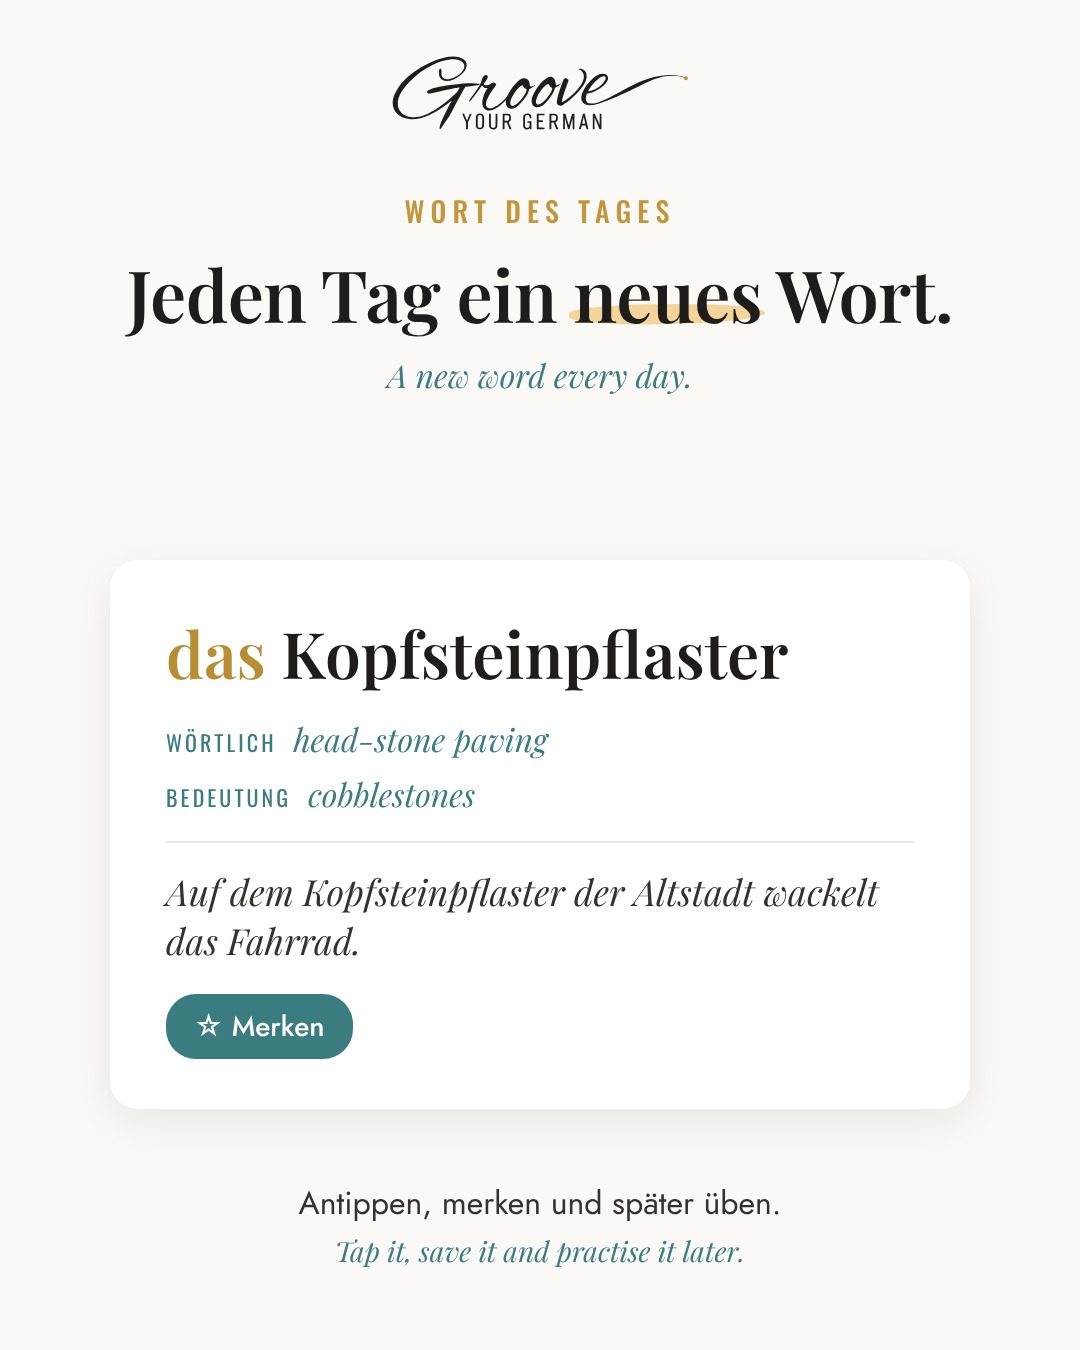 Groove
YOUR GERMAN
WORT DES TAGES
Jeden Tag ein neues Wort.
A new word every day.
das Kopfsteinpflaster
WÖRTLICH head-stone paving
BEDEUTUNG cobblestones
Auf dem Kopfsteinpflaster der Altstadt wackelt
das Fahrrad.
☆ Merken
Antippen, merken und später üben.
Tap it, save it and practise it later.